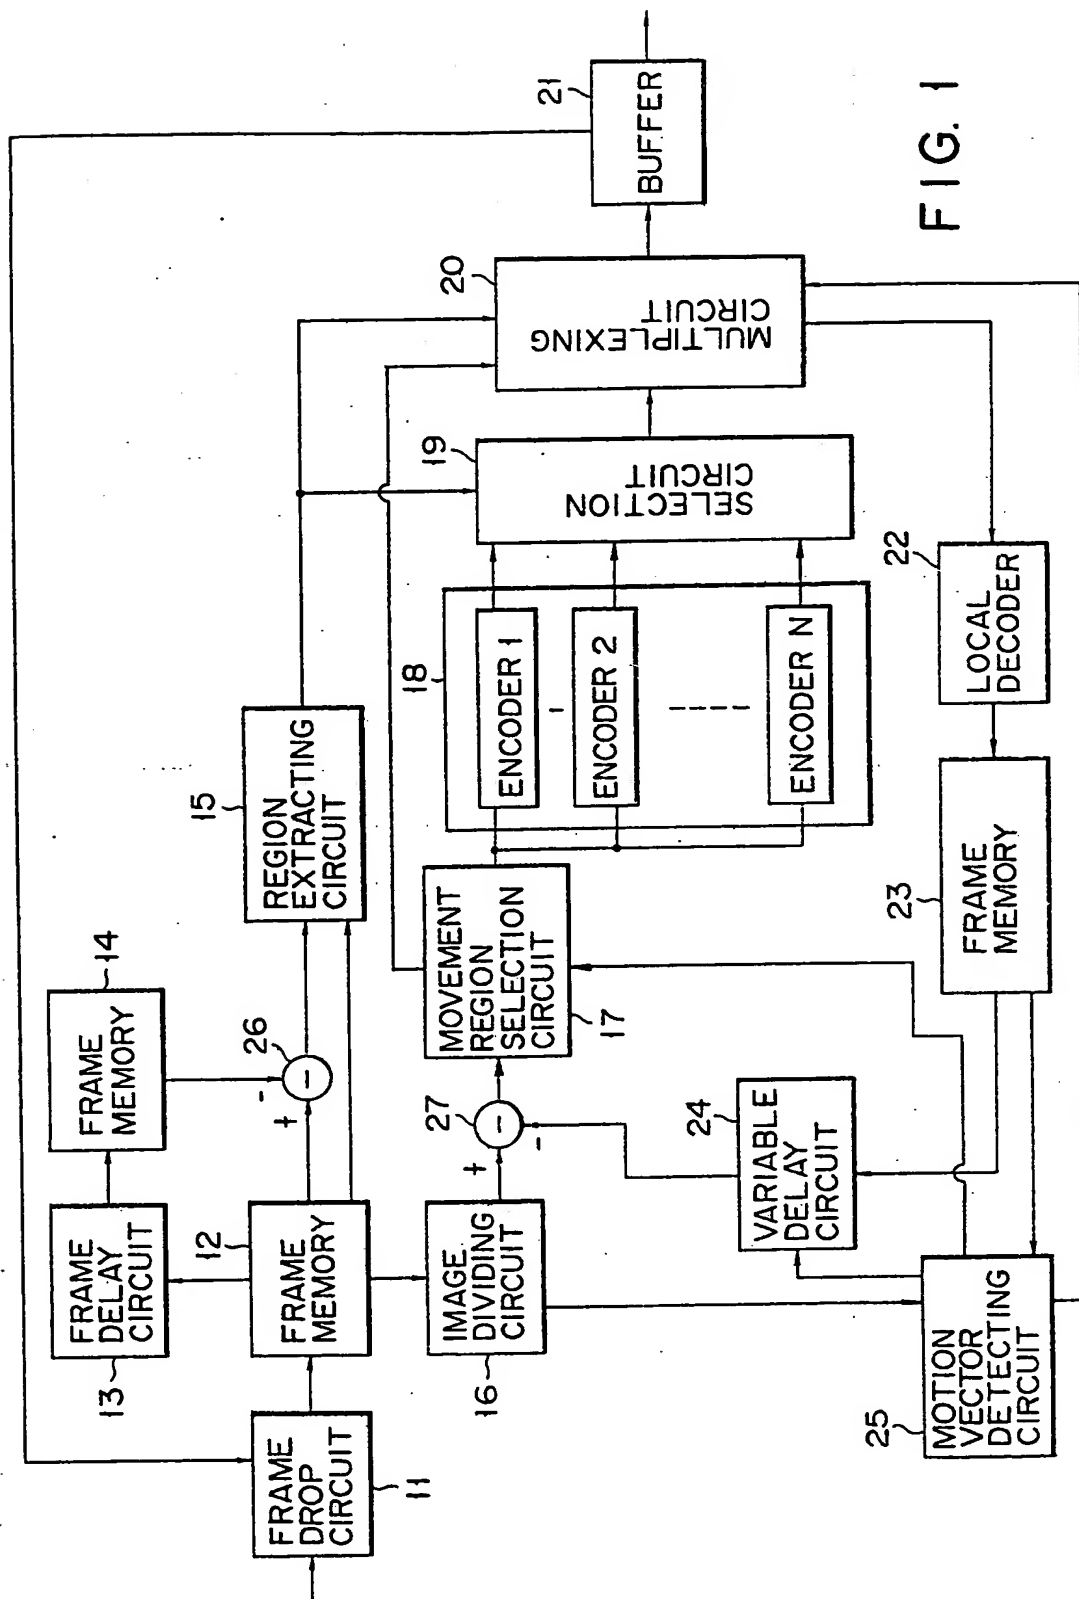 FRAME
DROP
CIRCUIT
11
FRAME
MEMORY
12
FRAME
DELAY
CIRCUIT
13
FRAME
MEMORY
14
-
+
26
-
REGION
EXTRACTING
CIRCUIT
15
IMAGE
DIVIDING
CIRCUIT
16
+
27
-
-
MOVEMENT
REGION
SELECTION
CIRCUIT
17
18
ENCODER 1
ENCODER 2
ENCODER N
SELECTION
CIRCUIT
19
MULTIPLEXING
CIRCUIT
20
BUFFER
21
LOCAL
DECODER
22
FRAME
MEMORY
23
VARIABLE
DELAY
CIRCUIT
24
MOTION
VECTOR
DETECTING
CIRCUIT
25
FIG. 1